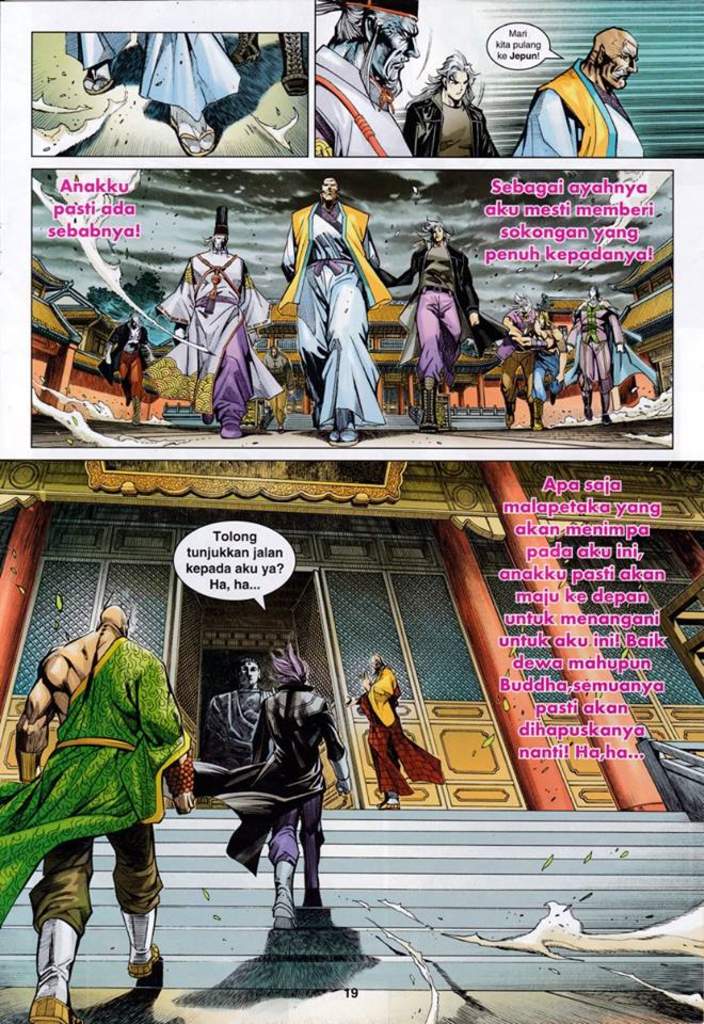 Mari
kita pulang
ke Jepun!
Anakku
pasti ada
sebabnya!
Sebagai ayahnya
aku mesti memberi
sokongan yang
penuh kepadanya!
Apa saja
malapetaka yang
akan menimpa
pada aku ini,
anakku pasti akan
maju ke depan
untuk menangani
untuk aku ini! Baik
dewa mahupun
Buddha,semuanya
pasti akan
dihapuskan
nanti! Ha,ha...
Tolong
tunjukkan jalan
kepada aku ya?
Ha, ha...
19